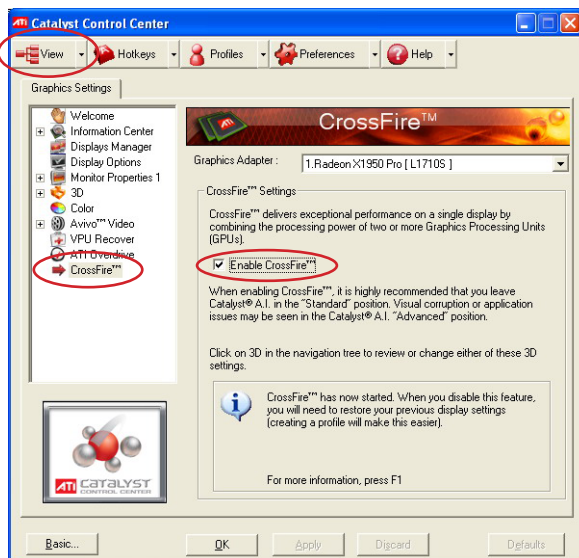 Catalyst Control Center
View Hotkeys Profiles Preferences Help
Graphics Settings
Welcome
Information Center
Displays Manager
Display Options
Monitor Properties 1
3D
Color
Avivo™ Video
VPU Recover
ATI Overdrive
CrossFire™
CrossFire™
Graphics Adapter :
1.Radeon X1950 Pro [ L1710S ]
CrossFire™ Settings
CrossFire™ delivers exceptional performance on a single display by
combining the processing power of two or more Graphics Processing Units
(GPUs).
Enable CrossFire™
When enabling CrossFire™, it is highly recommended that you leave
Catalyst® A.I. in the "Standard" position. Visual corruption or application
issues may be seen in the Catalyst® A.I. "Advanced" position.
Click on 3D in the navigation tree to review or change either of these 3D
settings.
CrossFire™ has now started. When you disable this feature,
you will need to restore your previous display settings
(creating a profile will make this easier).
For more information, press F1
ATI CATALYST
CONTROL CENTER
Basic... OK Apply Discard Defaults